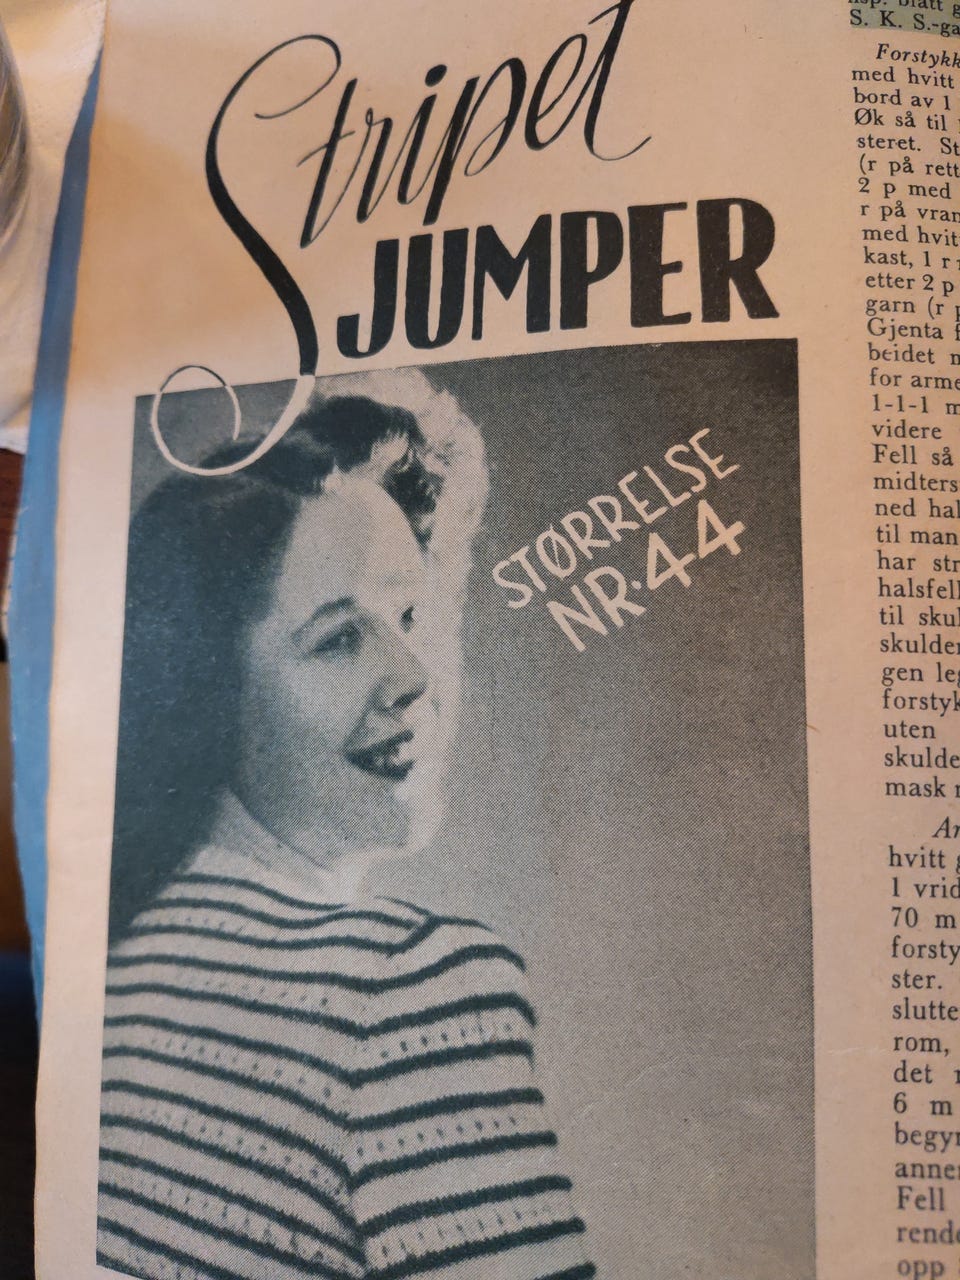 Stripet
JUMPER
STØRRELSE
NR. 44
blått
S. K. S.-ga
Forstykk
med hvitt
bord av 1
Øk så til
steret. St
(r på rett
2 p med
r på vran
med hvit
kast, 1 r
etter 2 p
garn (r p
Gjenta f
beidet
for arme
1-1-1 m
videre
Fell så
midters
ned hal
til man
har str
halsfell
til skul
skulder
gen leg
forstyk
uten
skulde
mask
hvitt g
1 vrid
70 m
forsty
ster.
slutte
rom,
det
6 m
begyn
anne
Fell
rende
opp